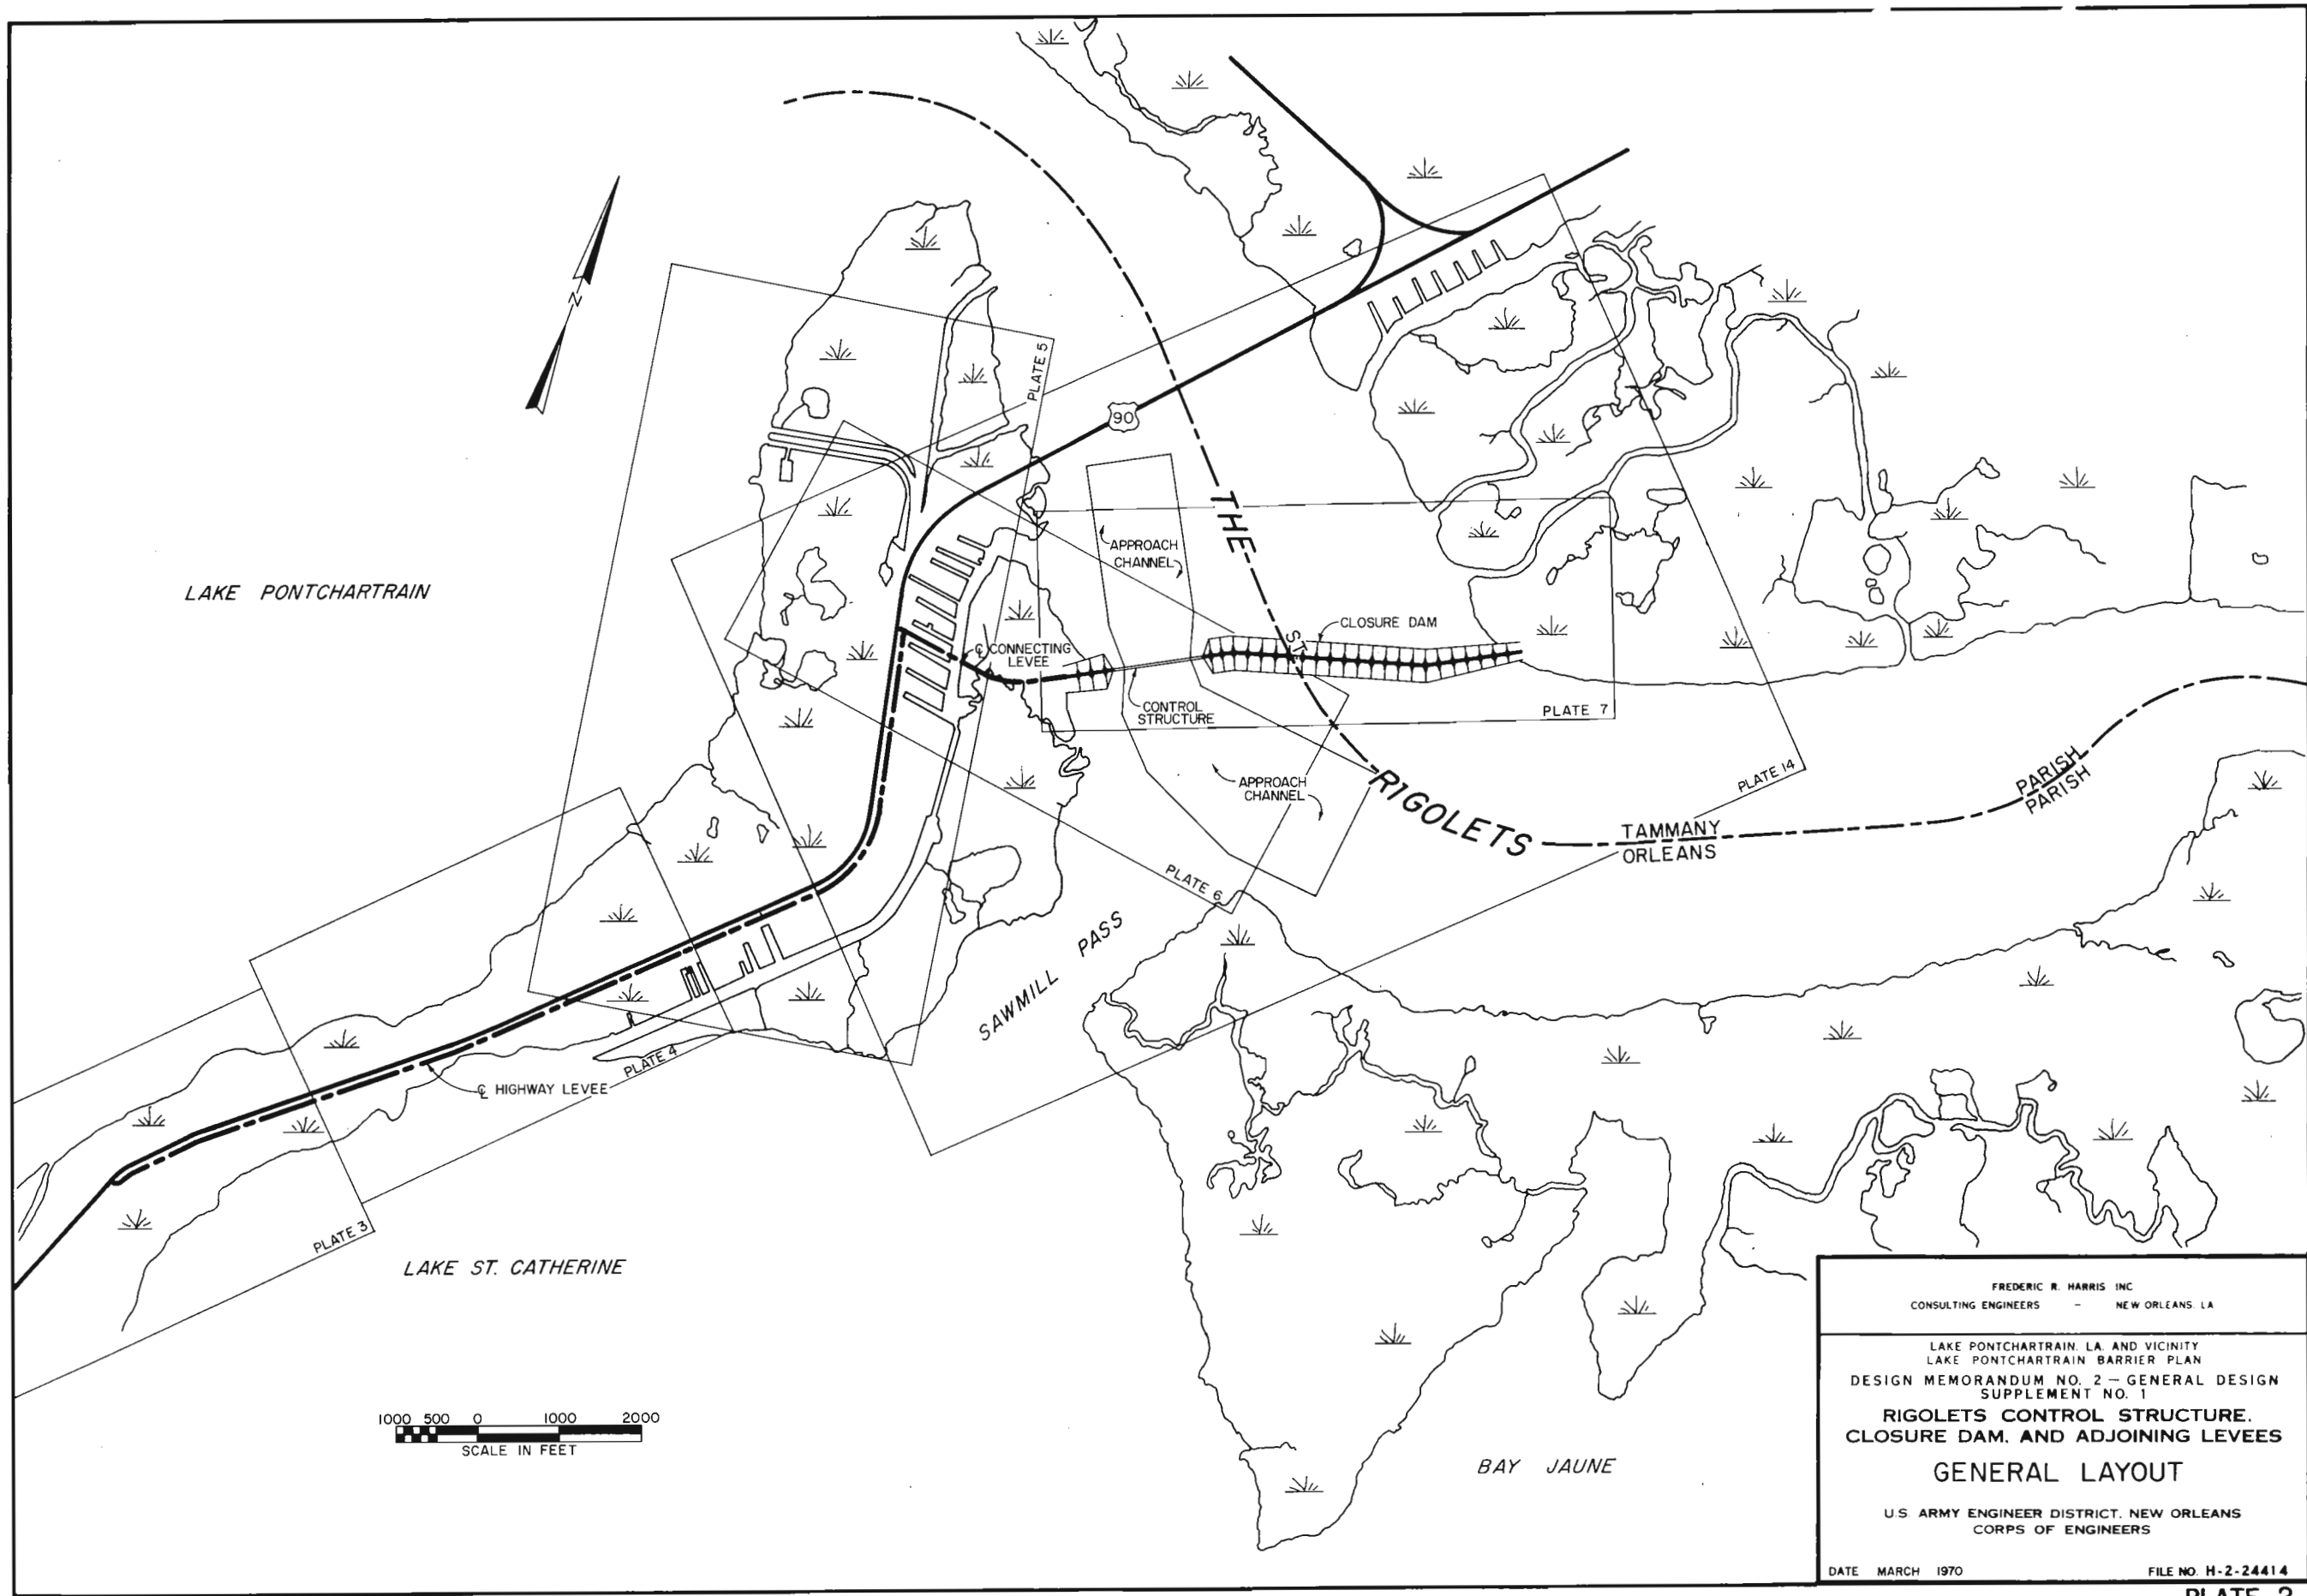 PLATE 5
90
THE
APPROACH
CHANNEL
LAKE PONTCHARTRAIN
CLOSURE DAM
ST.
℄ CONNECTING
LEVEE
CONTROL
STRUCTURE
PLATE 7
APPROACH
CHANNEL
RIGOLETS
PLATE 14
PARISH
PARISH
TAMMANY
ORLEANS
PLATE 6
SAWMILL PASS
PLATE 4
℄ HIGHWAY LEVEE
PLATE 3
LAKE ST. CATHERINE
N
1000 500 0 1000 2000
SCALE IN FEET
BAY JAUNE
FREDERIC R. HARRIS INC
CONSULTING ENGINEERS – NEW ORLEANS. LA
LAKE PONTCHARTRAIN. LA. AND VICINITY
LAKE PONTCHARTRAIN BARRIER PLAN
DESIGN MEMORANDUM NO. 2 – GENERAL DESIGN
SUPPLEMENT NO. 1
RIGOLETS CONTROL STRUCTURE.
CLOSURE DAM. AND ADJOINING LEVEES
GENERAL LAYOUT
U.S. ARMY ENGINEER DISTRICT. NEW ORLEANS
CORPS OF ENGINEERS
DATE MARCH 1970 FILE NO. H-2-24414
PLATE 2